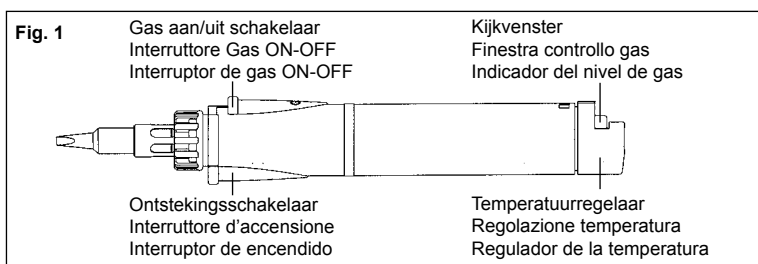 Fig. 1
Gas aan/uit schakelaar
Interruttore Gas ON-OFF
Interruptor de gas ON-OFF
Kijkvenster
Finestra controllo gas
Indicador del nivel de gas
Ontstekingsschakelaar
Interruttore d'accensione
Interruptor de encendido
Temperatuurregelaar
Regolazione temperatura
Regulador de la temperatura